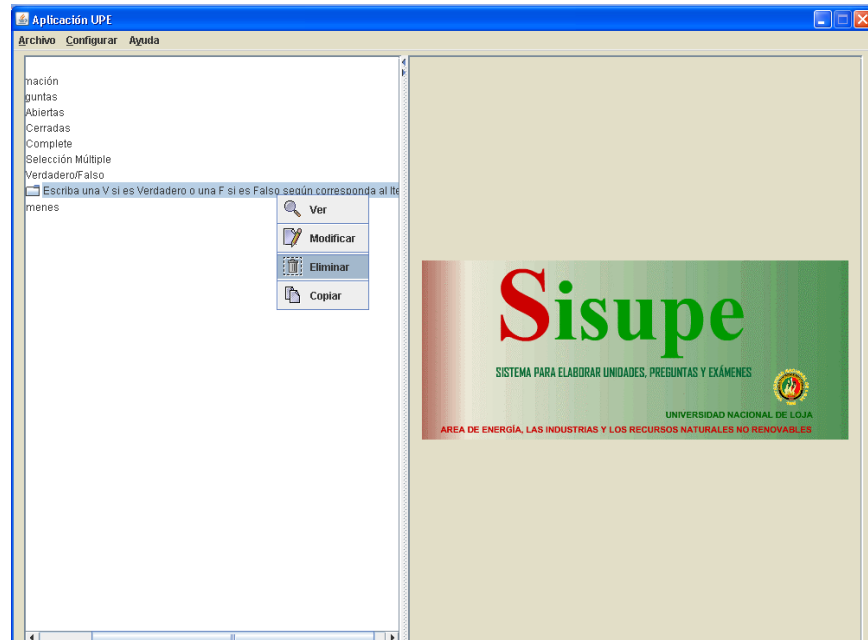 Aplicación UPE
Archivo Configurar Ayuda
mación
guntas
Abiertas
Cerradas
Complete
Selección Múltiple
Verdadero/Falso
Escriba una V si es Verdadero o una F si es Falso según corresponda al Ite
menes
Ver
Modificar
Eliminar
Copiar
Sisupe
SISTEMA PARA ELABORAR UNIDADES, PREGUNTAS Y EXÁMENES
UNIVERSIDAD NACIONAL DE LOJA
AREA DE ENERGÍA, LAS INDUSTRIAS Y LOS RECURSOS NATURALES NO RENOVABLES